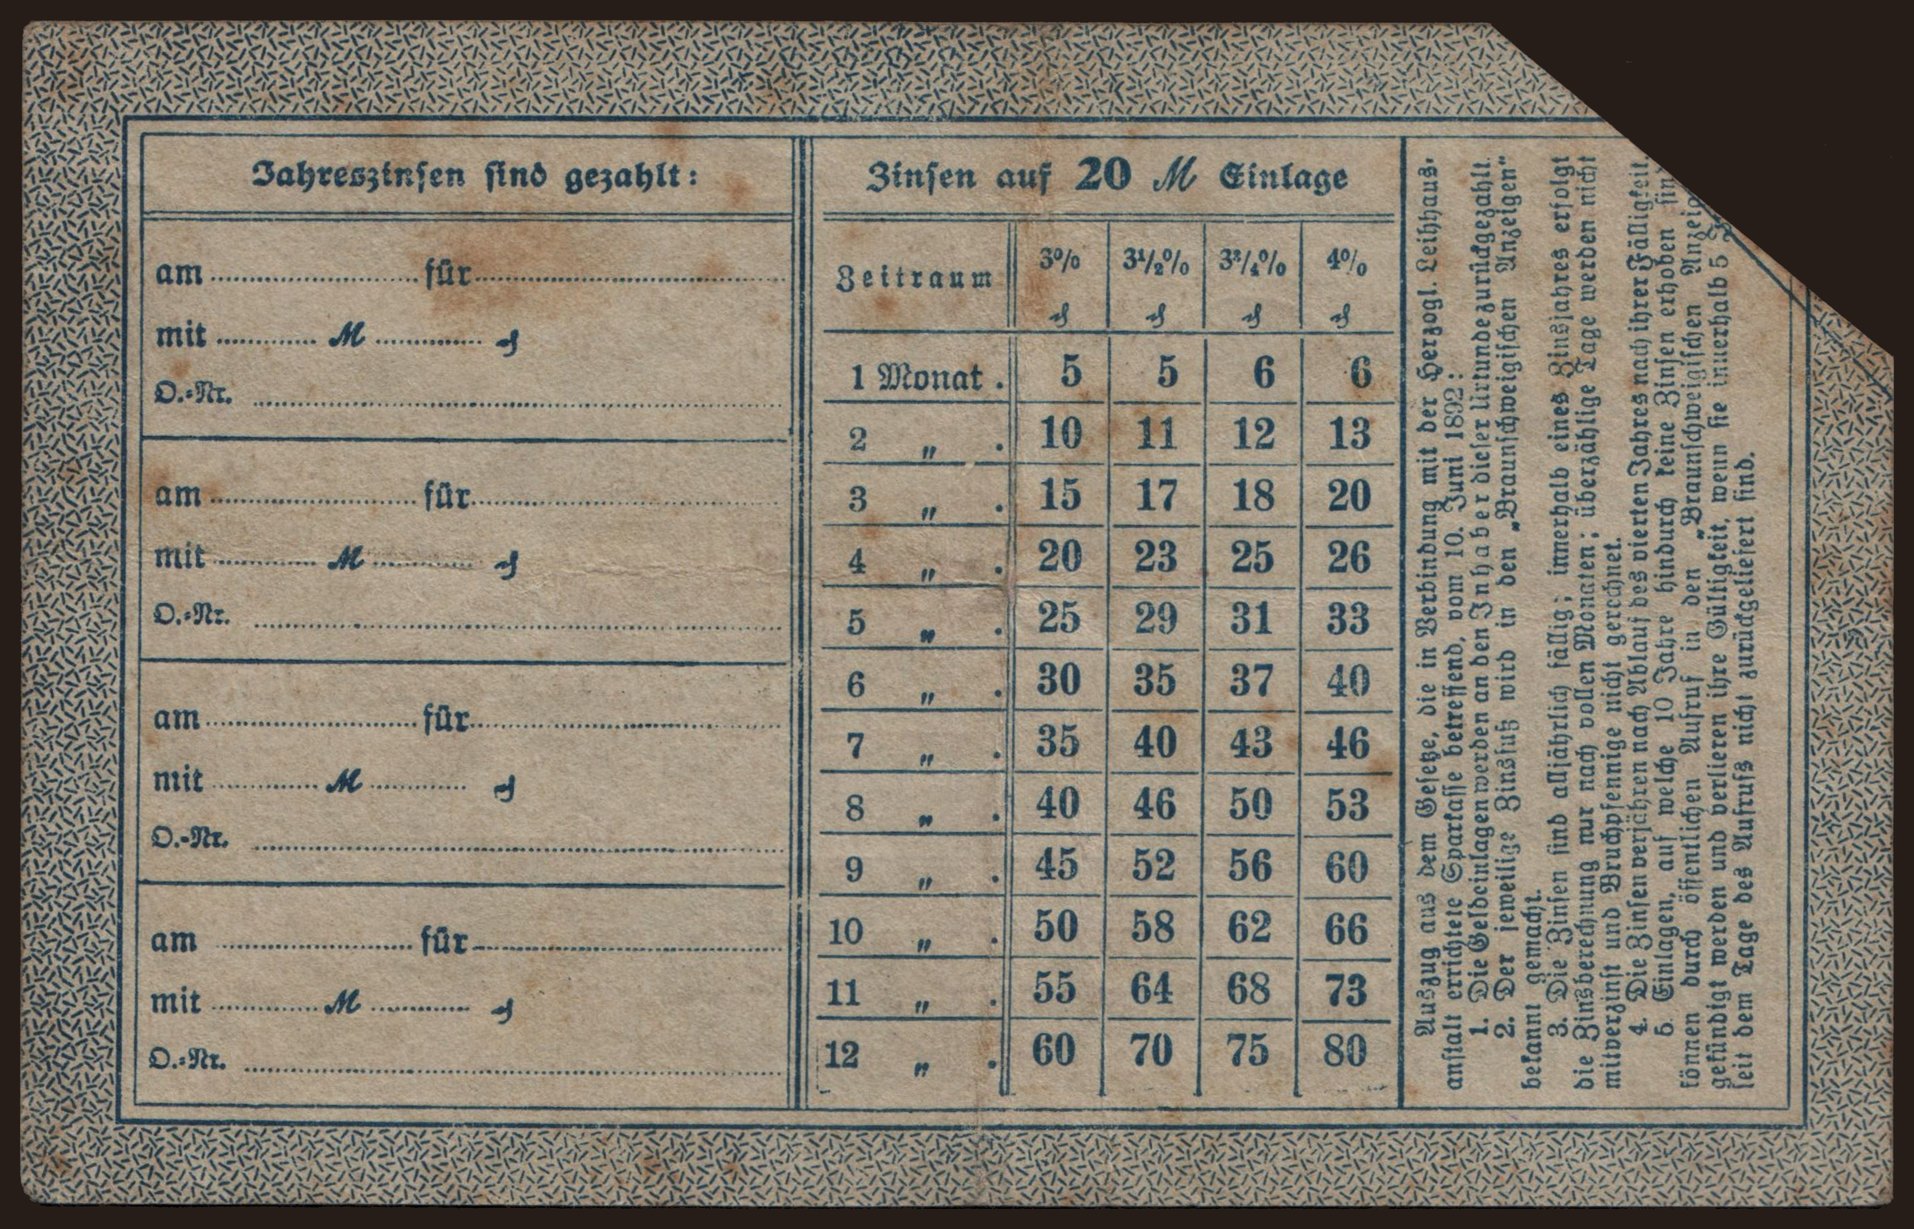 Jahreszinsen sind gezahlt:
am für
mit M ₰
O.-Nr.
am für
mit M ₰
O.-Nr.
am für
mit M ₰
O.-Nr.
am für
mit M ₰
O.-Nr.
Zinsen auf 20 M Einlage
Zeitraum 3% 3½% 3¾% 4%
₰ ₰ ₰ ₰
1 Monat . 5 5 6 6
2 „ . 10 11 12 13
3 „ . 15 17 18 20
4 „ . 20 23 25 26
5 „ . 25 29 31 33
6 „ . 30 35 37 40
7 „ . 35 40 43 46
8 „ . 40 46 50 53
9 „ . 45 52 56 60
10 „ . 50 58 62 66
11 „ . 55 64 68 73
12 „ . 60 70 75 80
Auszug aus dem Gesetze, die in Verbindung mit der Herzogl. Leihhaus-
anstalt errichtete Sparkasse betreffend, vom 10. Juni 1892:
1. Die Geldeinlagen werden an den Inhaber dieser Urkunde zurückgezahlt.
2. Der jeweilige Zinsfuß wird in den „Braunschweigischen Anzeigen“
bekannt gemacht.
3. Die Zinsen sind alljährlich fällig; innerhalb eines Zinsjahres erfolgt
die Zinsberechnung nur nach vollen Monaten; überzählige Tage werden nicht
mitverzinst und Bruchpfennige nicht gerechnet.
4. Die Zinsen verjähren nach Ablauf des vierten Jahres nach ihrer Fälligkeit.
5. Einlagen, auf welche 10 Jahre hindurch keine Zinsen erhoben
können durch öffentlichen Aufruf in den „Braunschweigischen
gekündigt werden und verlieren ihre Gültigkeit, wenn sie innerhalb 5
seit dem Tage des Aufrufs nicht zurückgeliefert sind.